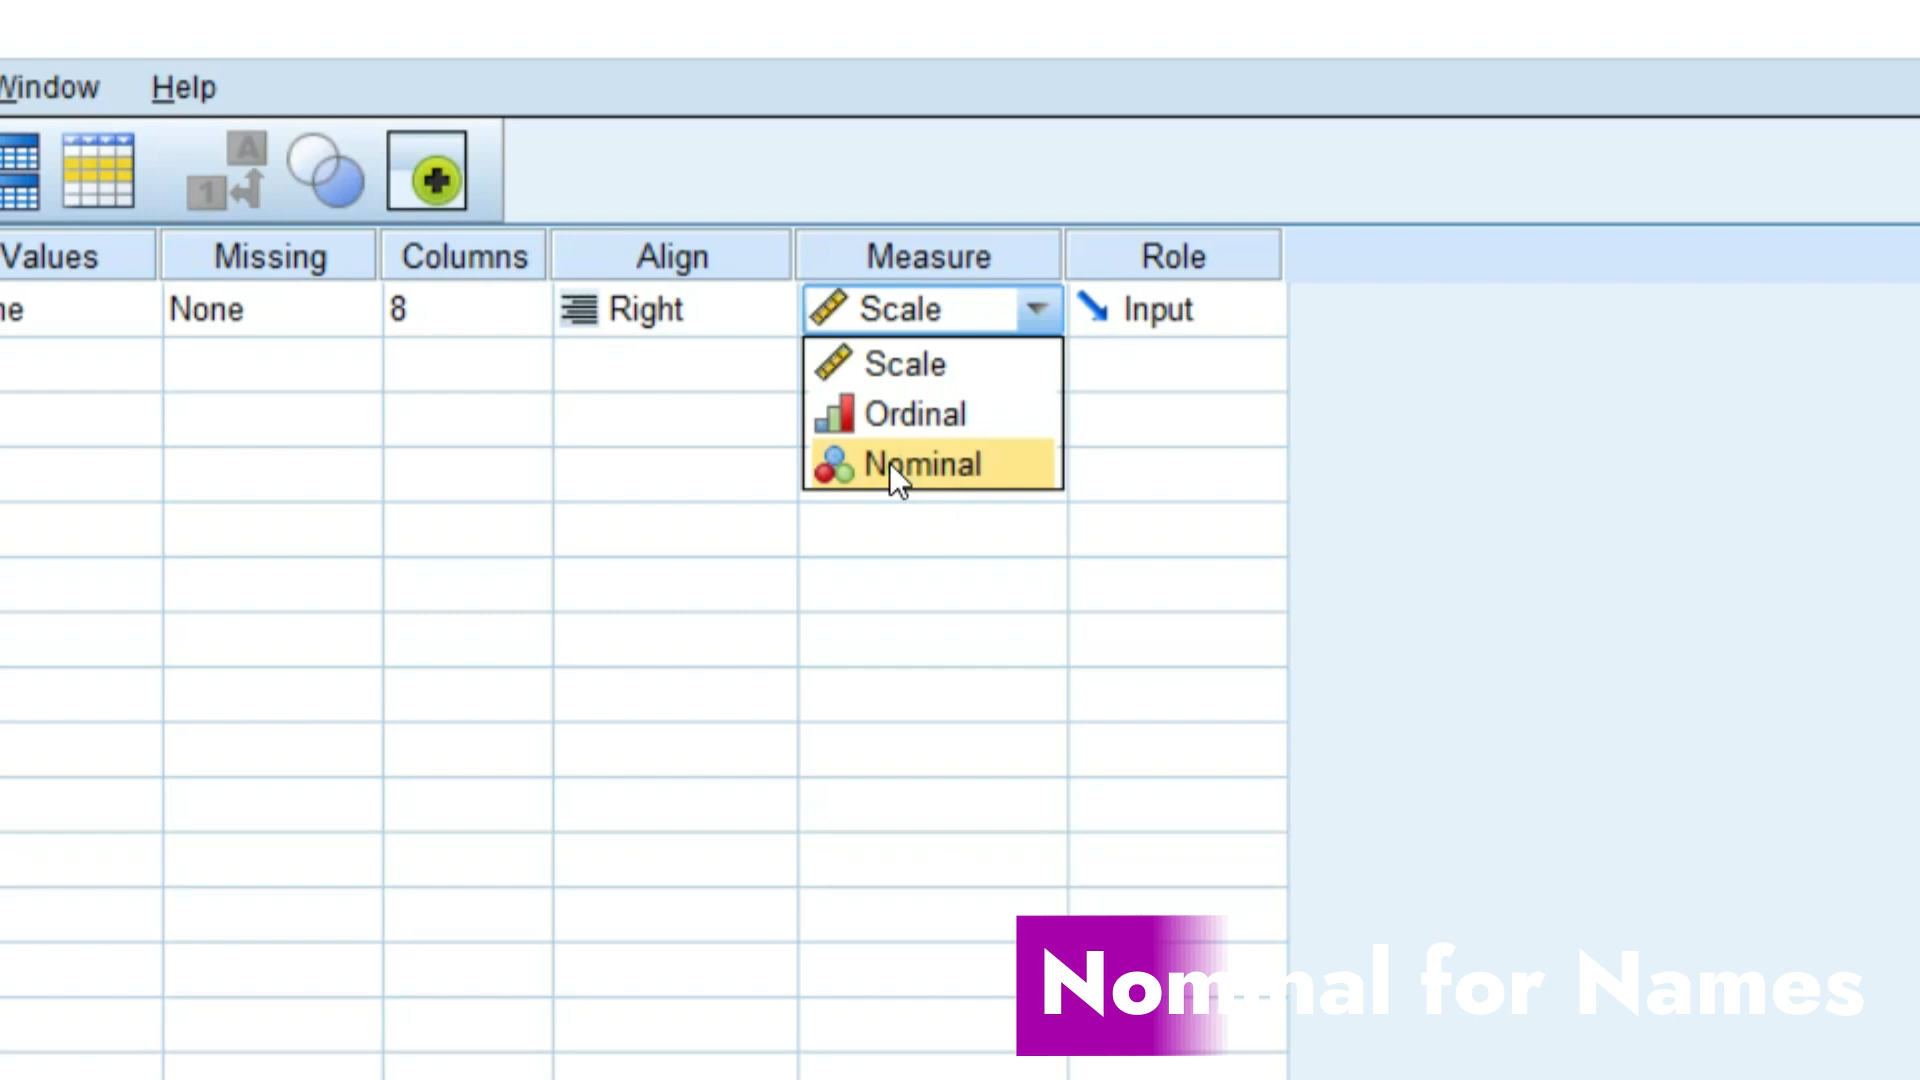 Window Help
A
1
Values Missing Columns Align Measure Role
None 8 Right Scale Input
Scale
Ordinal
Nominal
Nominal for Names